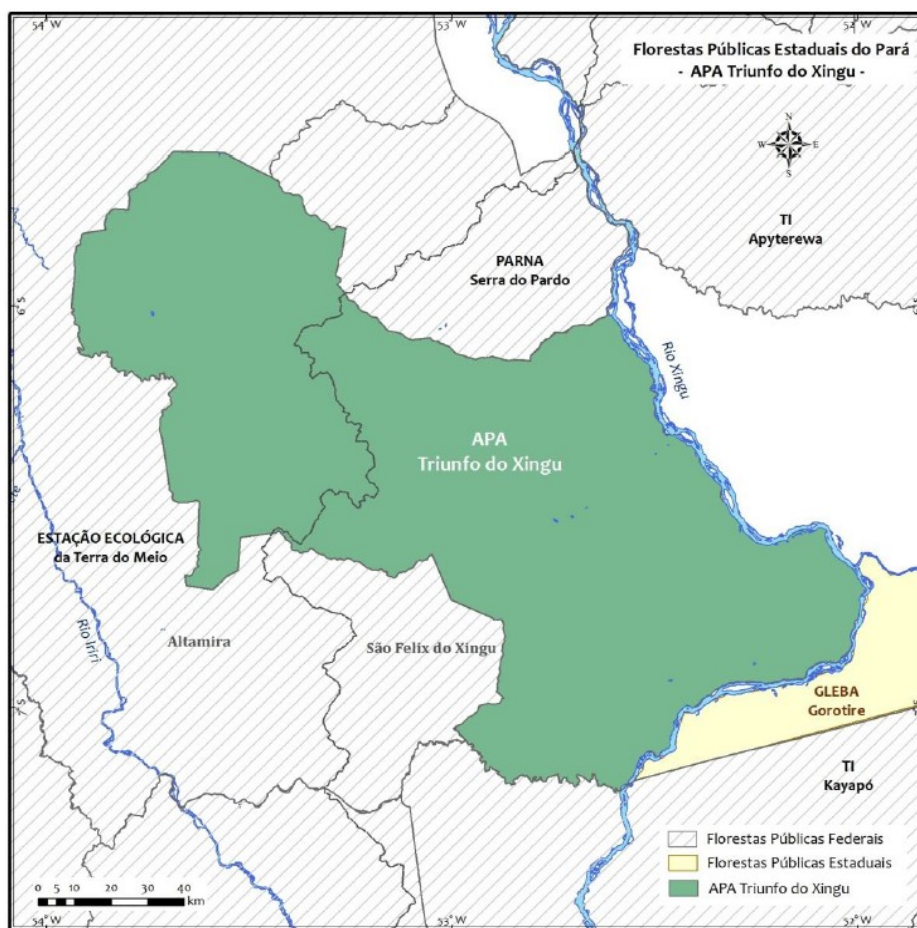 54°W
53°W
52°W
Florestas Públicas Estaduais do Pará
- APA Triunfo do Xingu -
N
W E
S
TI
Apyterewa
PARNA
Serra do Pardo
Rio Xingu
APA
Triunfo do Xingu
ESTAÇÃO ECOLÓGICA
da Terra do Meio
Rio Iriri
Altamira
São Felix do Xingu
GLEBA
Gorotire
TI
Kayapó
Florestas Públicas Federais
Florestas Públicas Estaduais
APA Triunfo do Xingu
0 5 10 20 30 40
km
54°W
53°W
52°W